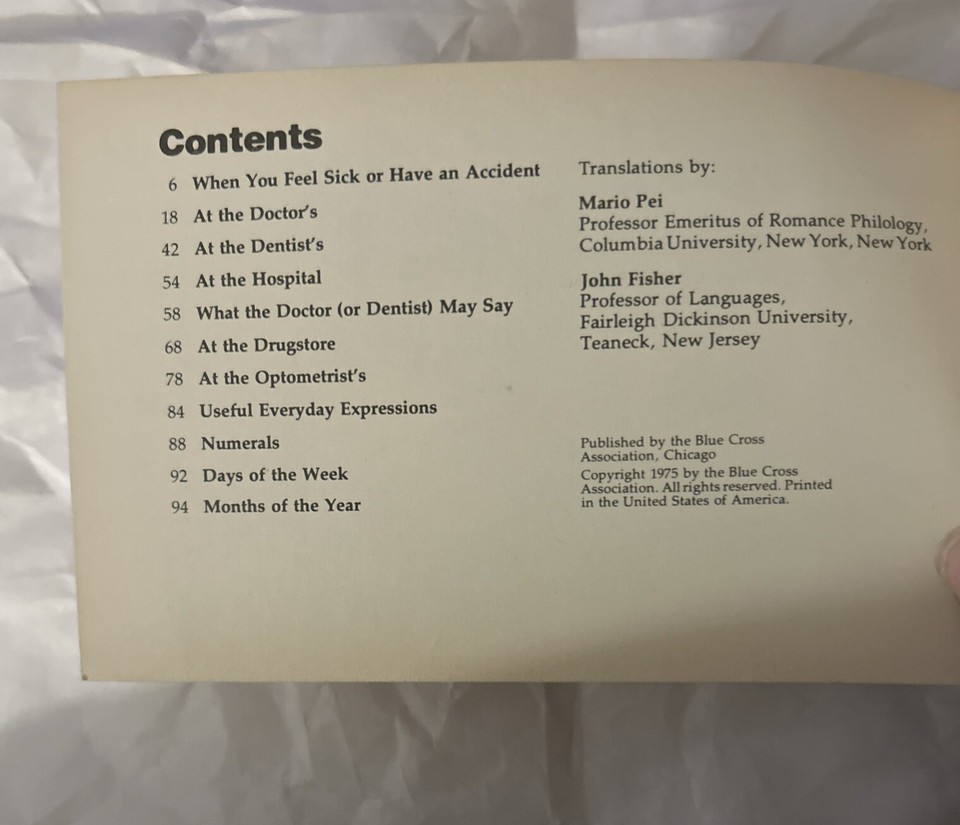 Contents
6 When You Feel Sick or Have an Accident
18 At the Doctor's
42 At the Dentist's
54 At the Hospital
58 What the Doctor (or Dentist) May Say
68 At the Drugstore
78 At the Optometrist's
84 Useful Everyday Expressions
88 Numerals
92 Days of the Week
94 Months of the Year
Translations by:
Mario Pei
Professor Emeritus of Romance Philology,
Columbia University, New York, New York
John Fisher
Professor of Languages,
Fairleigh Dickinson University,
Teaneck, New Jersey
Published by the Blue Cross
Association, Chicago
Copyright 1975 by the Blue Cross
Association. All rights reserved. Printed
in the United States of America.